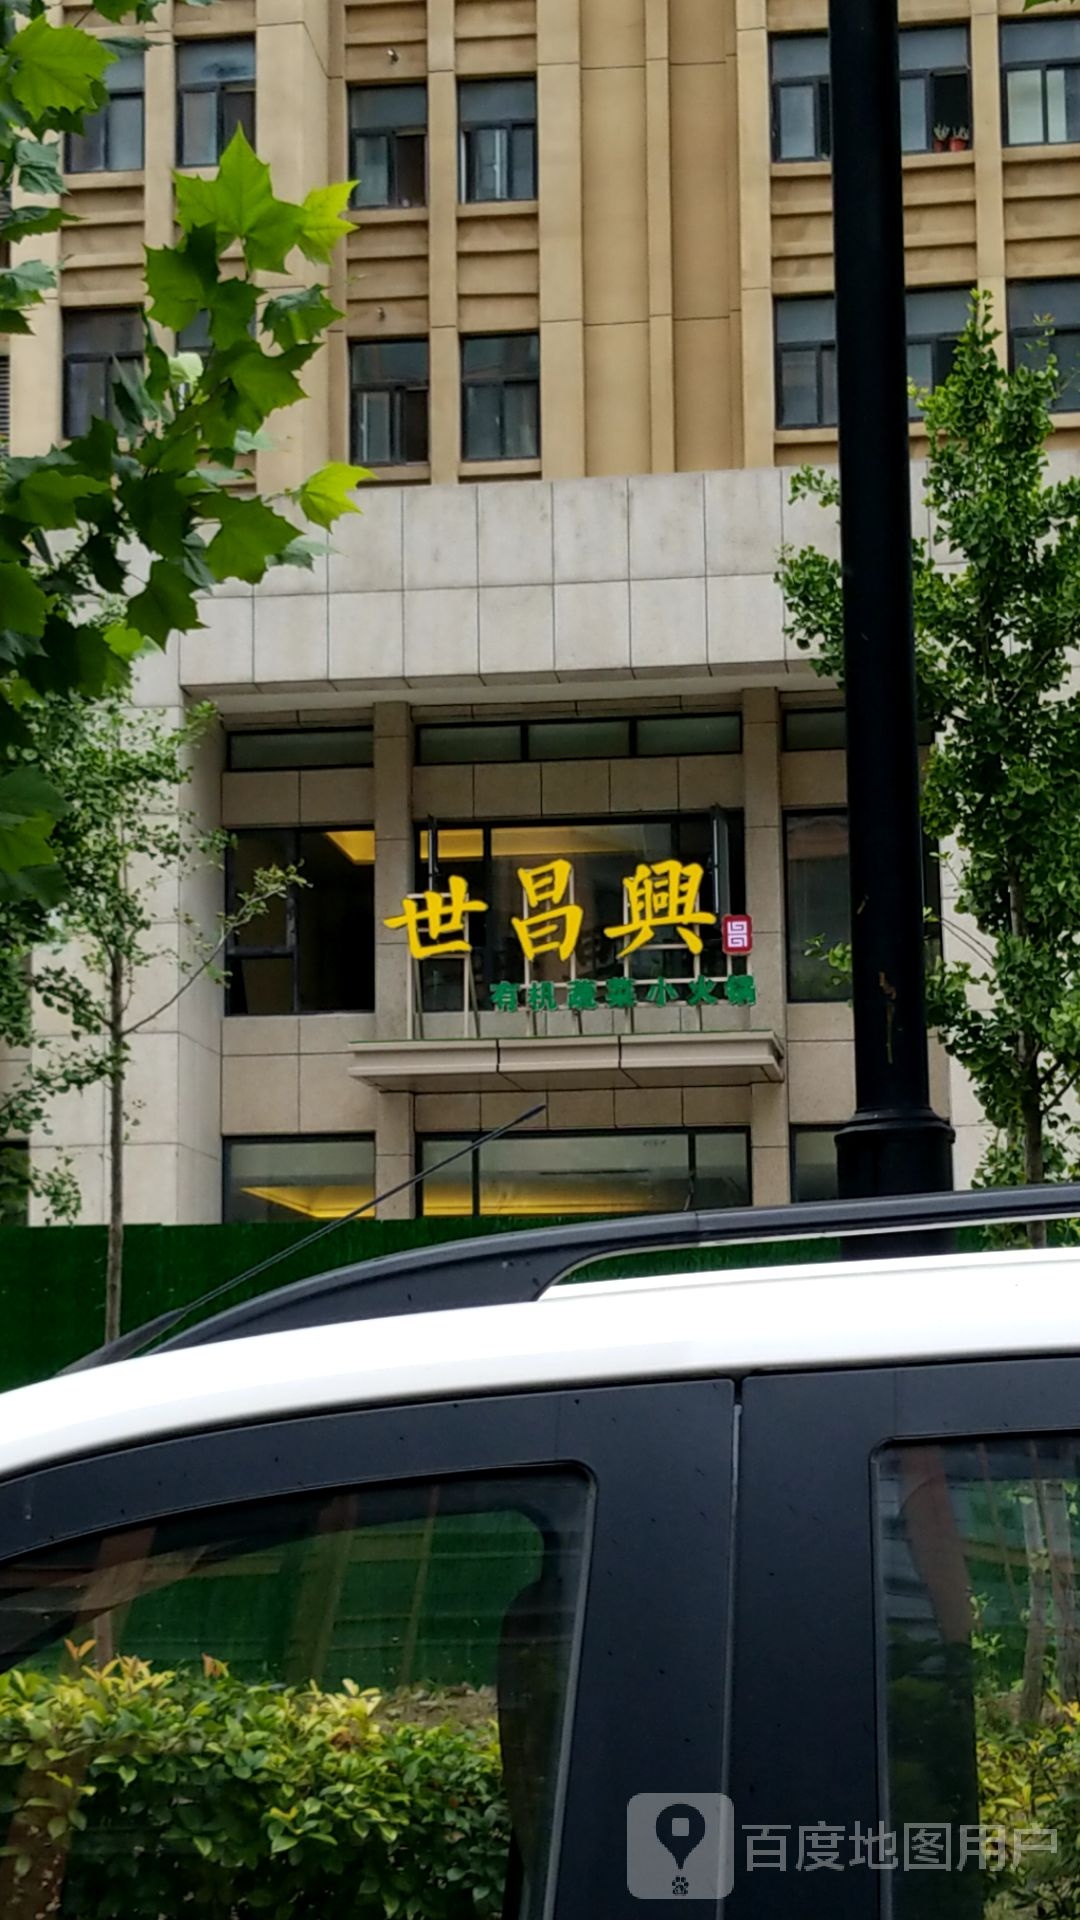 世昌興
有机蔬菜小火锅
百度地图用户